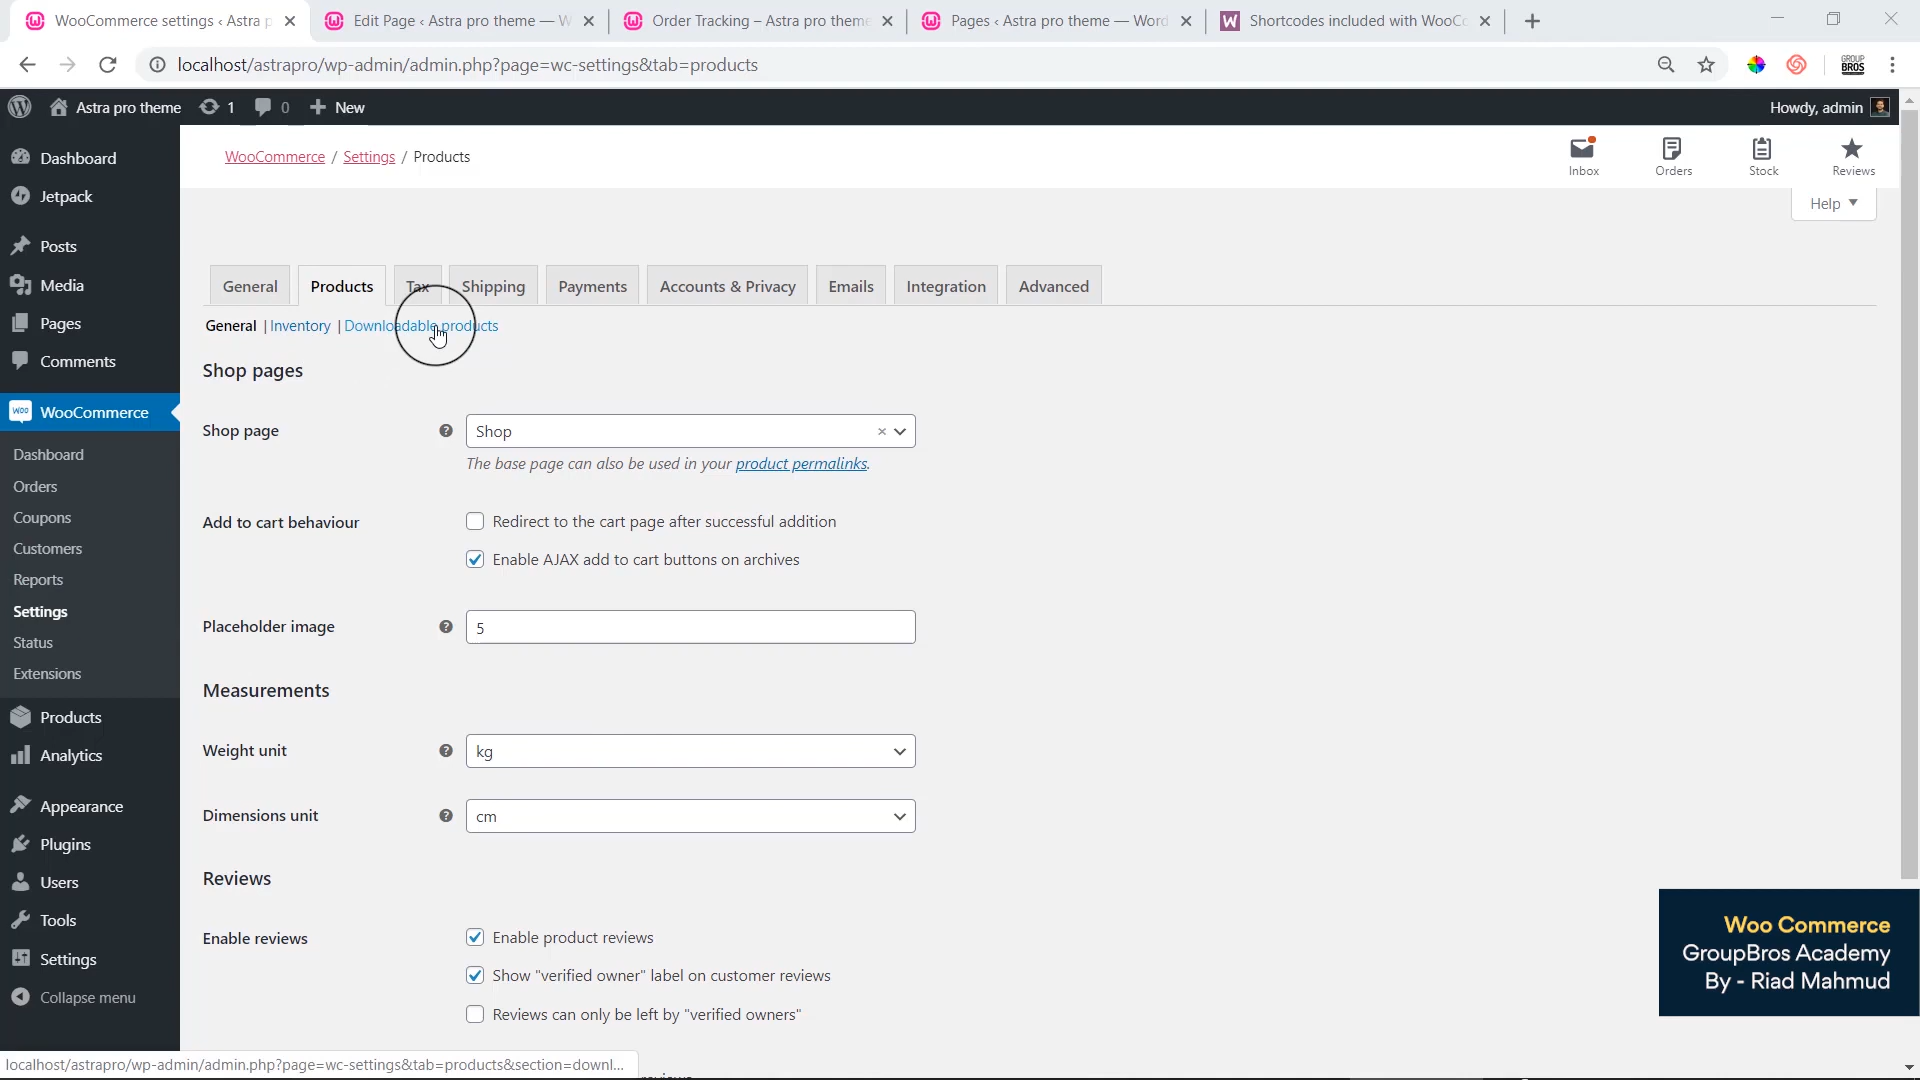 WooCommerce settings ‹ Astra p
Edit Page ‹ Astra pro theme — W
Order Tracking – Astra pro theme
Pages ‹ Astra pro theme — Word
Shortcodes included with WooCo
localhost/astrapro/wp-admin/admin.php?page=wc-settings&tab=products
GROUP
BROS
Astra pro theme 1 0 New
Howdy, admin
Dashboard
Jetpack
Posts
Media
Pages
Comments
WooCommerce
Dashboard
Orders
Coupons
Customers
Reports
Settings
Status
Extensions
Products
Analytics
Appearance
Plugins
Users
Tools
Settings
Collapse menu
WooCommerce / Settings / Products
Inbox
Orders
Stock
Reviews
Help
General Products Tax Shipping Payments Accounts & Privacy Emails Integration Advanced
General | Inventory | Downloadable products
Shop pages
Shop page
Shop
The base page can also be used in your product permalinks.
Add to cart behaviour
Redirect to the cart page after successful addition
Enable AJAX add to cart buttons on archives
Placeholder image
5
Measurements
Weight unit
kg
Dimensions unit
cm
Reviews
Enable reviews
Enable product reviews
Show "verified owner" label on customer reviews
Reviews can only be left by "verified owners"
Woo Commerce
GroupBros Academy
By - Riad Mahmud
localhost/astrapro/wp-admin/admin.php?page=wc-settings&tab=products&section=downl...